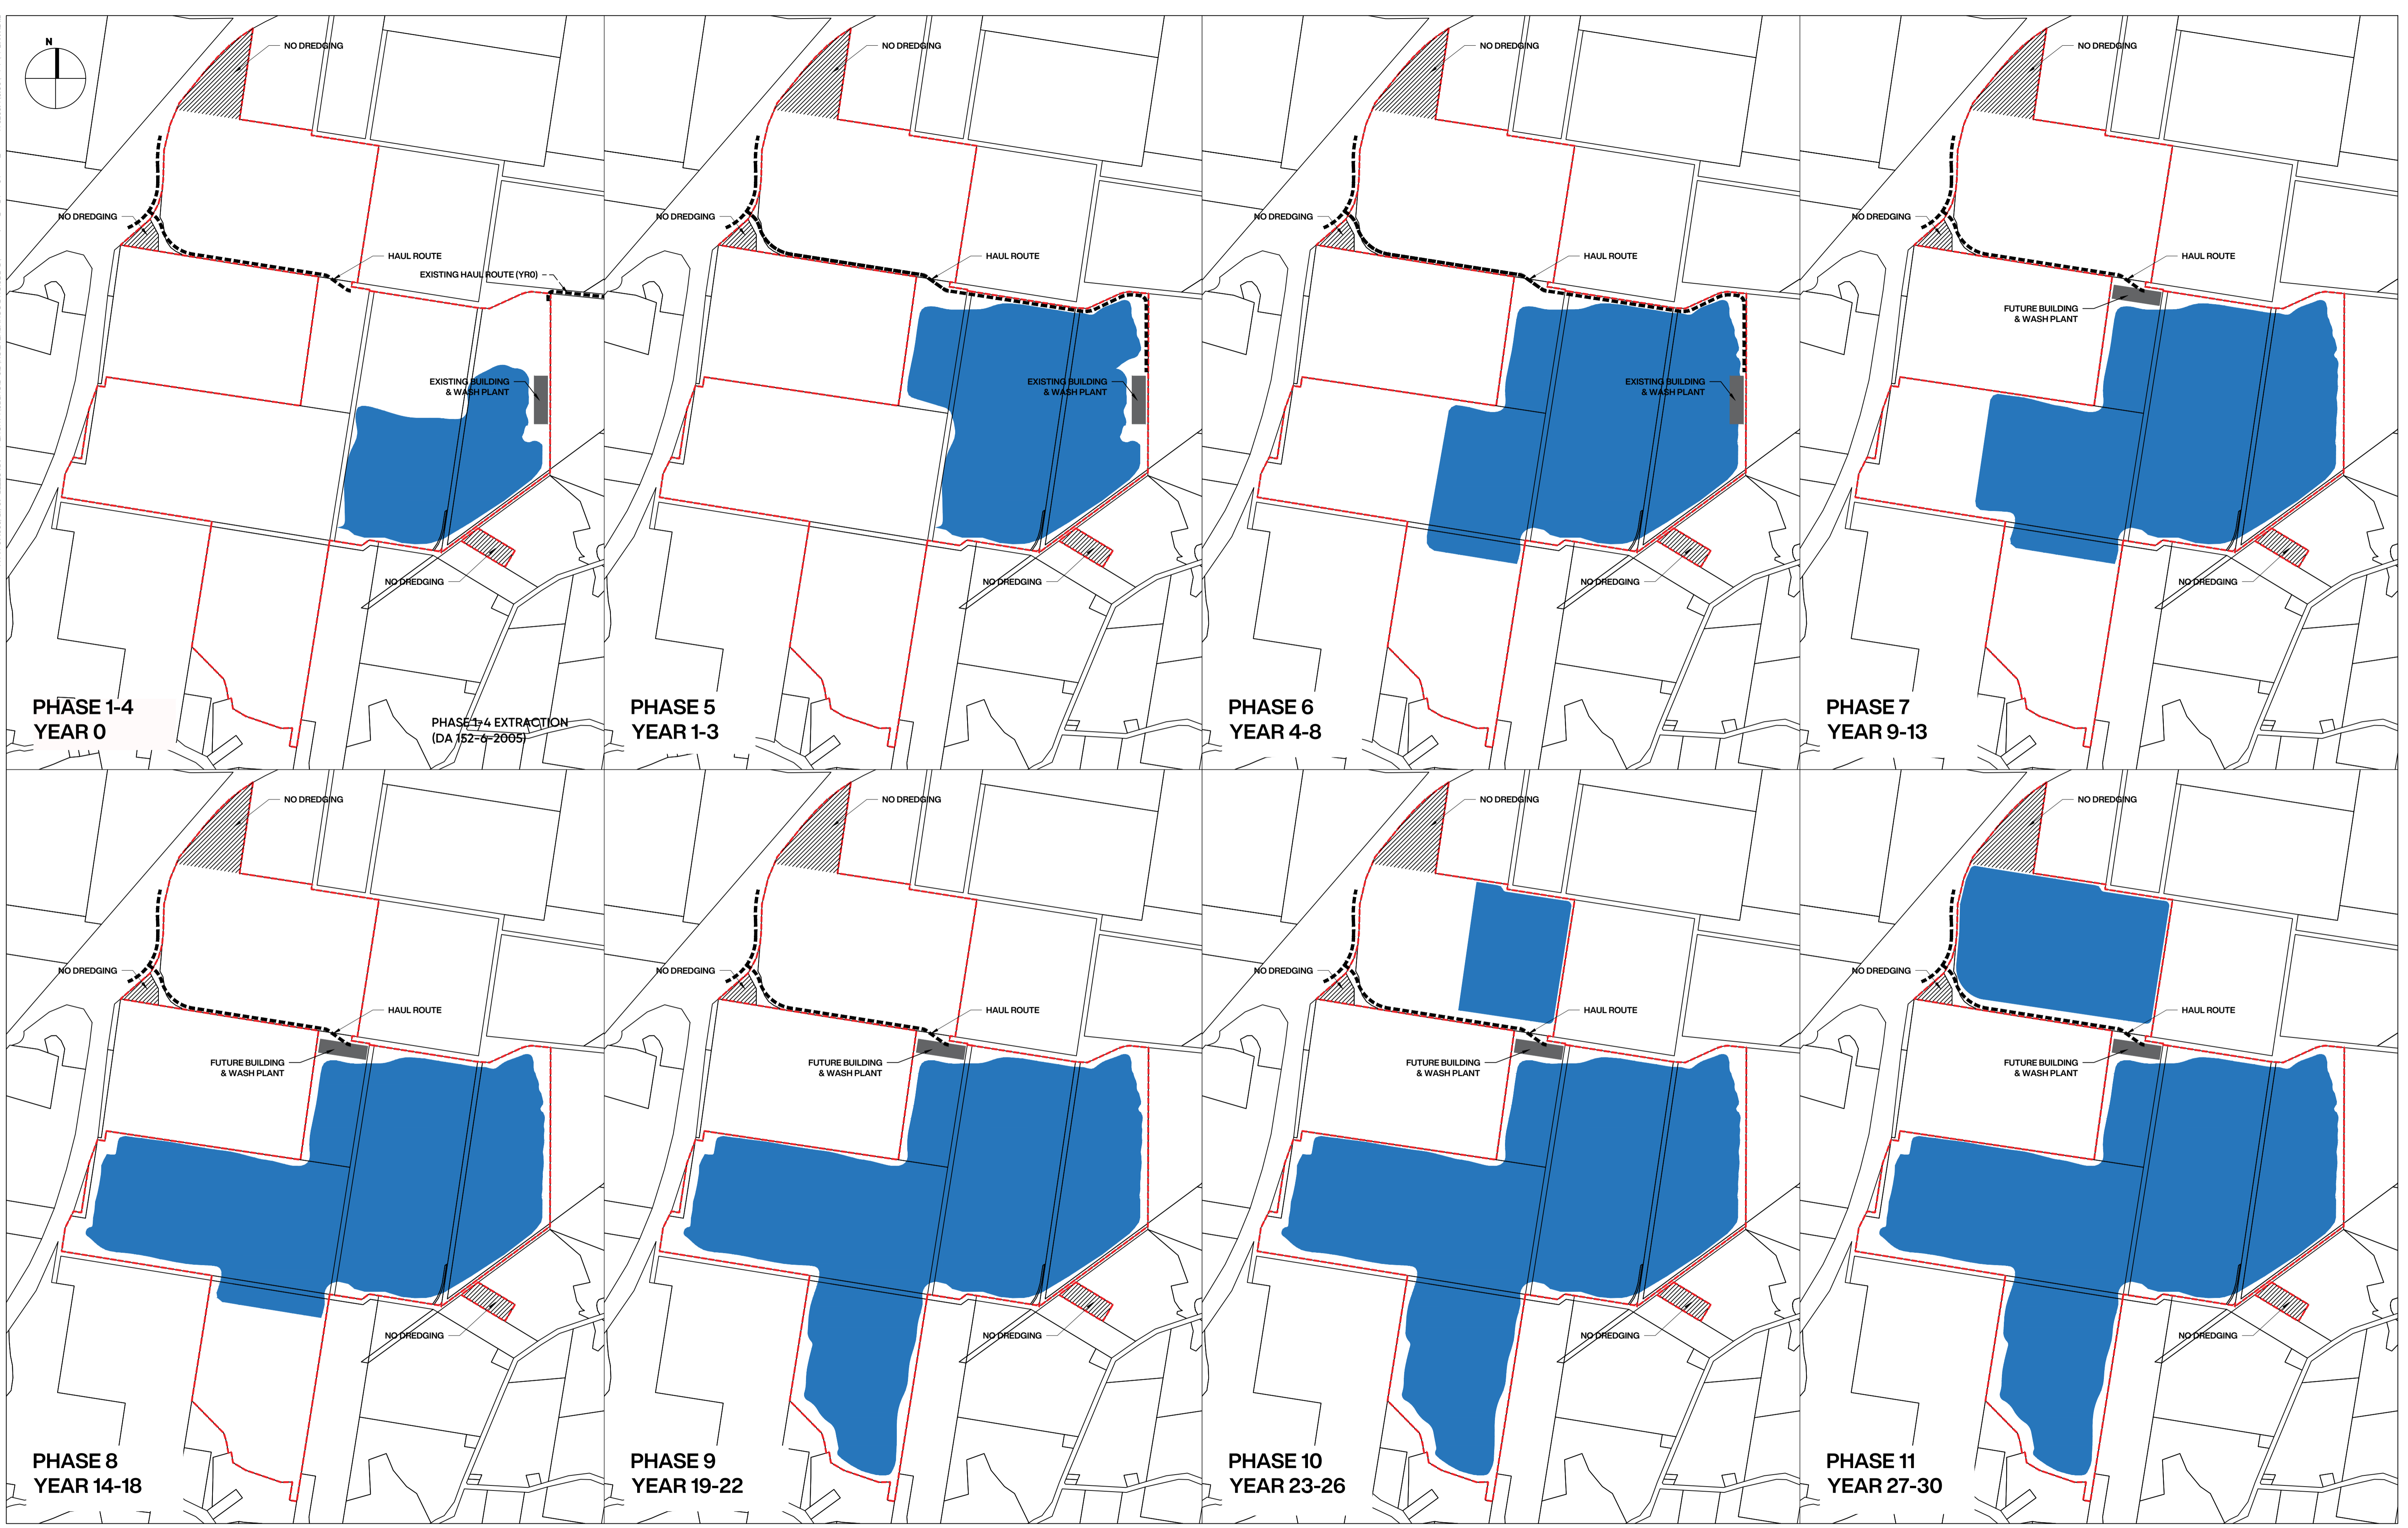 N
NO DREDGING
NO DREDGING
HAUL ROUTE
EXISTING HAUL ROUTE (YR0)
EXISTING BUILDING
& WASH PLANT
NO DREDGING
PHASE 1-4
YEAR 0
PHASE 1-4 EXTRACTION
(DA 152-6-2005)
NO DREDGING
NO DREDGING
HAUL ROUTE
EXISTING BUILDING
& WASH PLANT
NO DREDGING
PHASE 5
YEAR 1-3
NO DREDGING
NO DREDGING
HAUL ROUTE
EXISTING BUILDING
& WASH PLANT
NO DREDGING
PHASE 6
YEAR 4-8
NO DREDGING
NO DREDGING
HAUL ROUTE
FUTURE BUILDING
& WASH PLANT
NO DREDGING
PHASE 7
YEAR 9-13
NO DREDGING
NO DREDGING
HAUL ROUTE
FUTURE BUILDING
& WASH PLANT
NO DREDGING
PHASE 8
YEAR 14-18
NO DREDGING
NO DREDGING
HAUL ROUTE
FUTURE BUILDING
& WASH PLANT
NO DREDGING
PHASE 9
YEAR 19-22
NO DREDGING
NO DREDGING
HAUL ROUTE
FUTURE BUILDING
& WASH PLANT
NO DREDGING
PHASE 10
YEAR 23-26
NO DREDGING
NO DREDGING
HAUL ROUTE
FUTURE BUILDING
& WASH PLANT
NO DREDGING
PHASE 11
YEAR 27-30